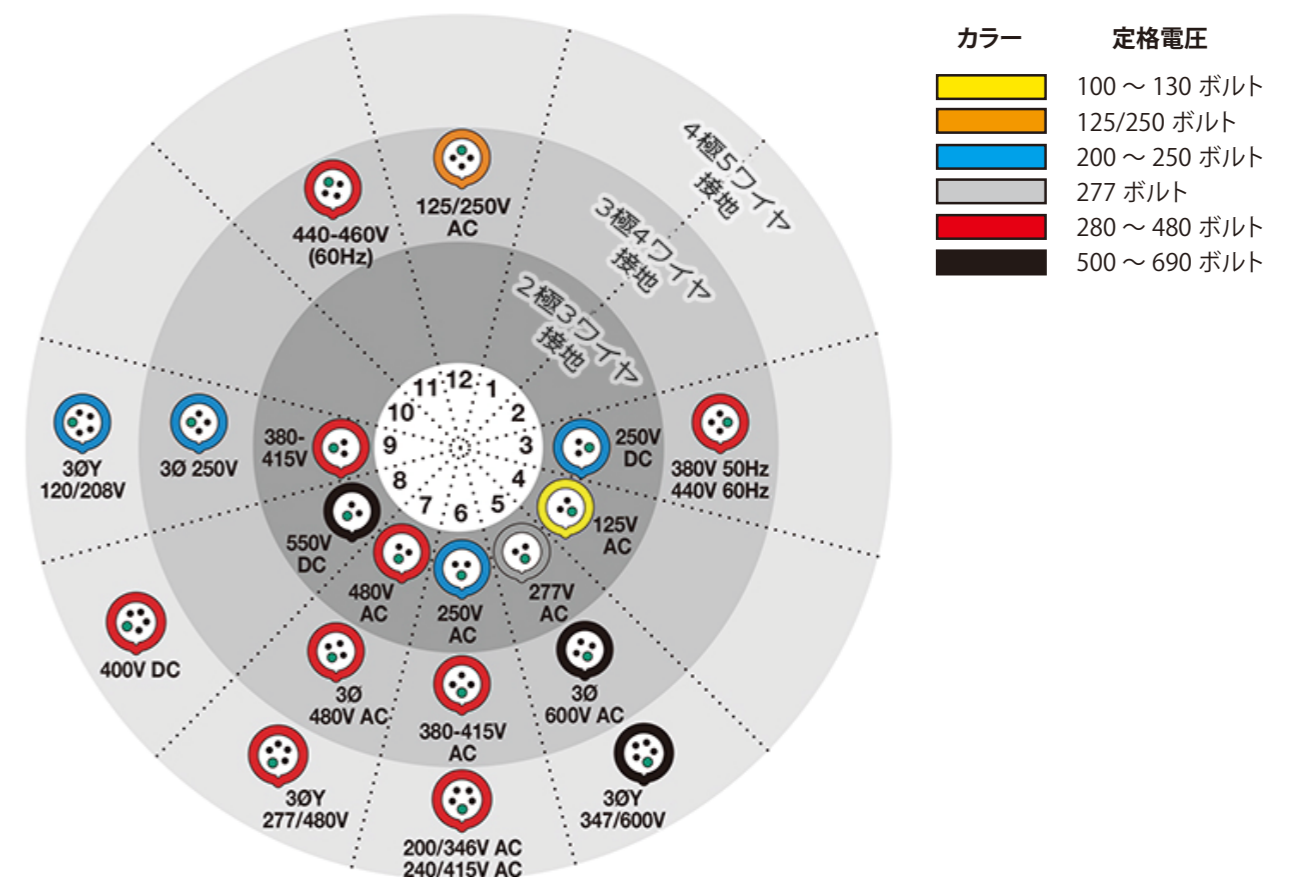 カラー 定格電圧
100 ～ 130 ボルト
125/250 ボルト
200 ～ 250 ボルト
277 ボルト
280 ～ 480 ボルト
500 ～ 690 ボルト
4極5ワイヤ
接地
3極4ワイヤ
接地
2極3ワイヤ
接地
125/250V
AC
440-460V
(60Hz)
12
1
2
3
4
5
6
7
8
9
10
11
3ØY
120/208V
3Ø 250V
380-
415V
250V
DC
380V 50Hz
440V 60Hz
550V
DC
125V
AC
480V
AC
250V
AC
277V
AC
400V DC
3Ø
480V AC
380-415V
AC
3Ø
600V AC
3ØY
277/480V
200/346V AC
240/415V AC
3ØY
347/600V